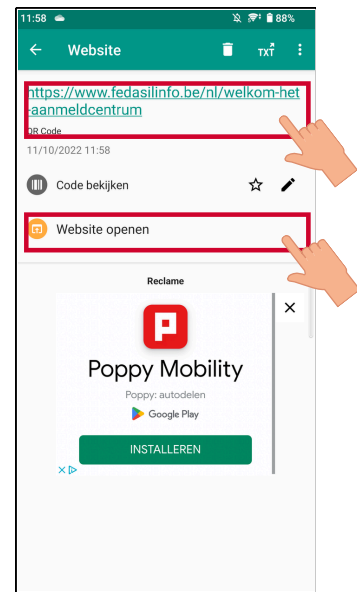 11:58 88%
Website TXT
https://www.fedasilinfo.be/nl/welkom-het
-aanmeldcentrum
QR Code
11/10/2022 11:58
Code bekijken
Website openen
Reclame
Poppy Mobility
Poppy: autodelen
Google Play
INSTALLEREN